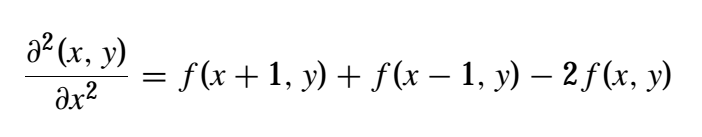 ∂²(x, y)
∂x² = f(x + 1, y) + f(x − 1, y) − 2f(x, y)